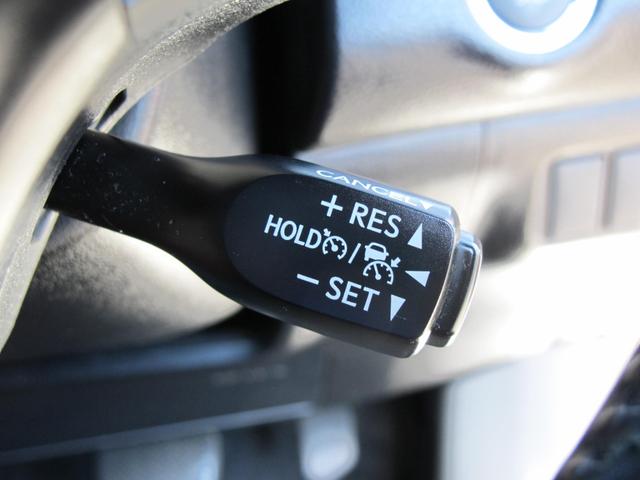 CANCEL
+ RES
HOLD /
− SET